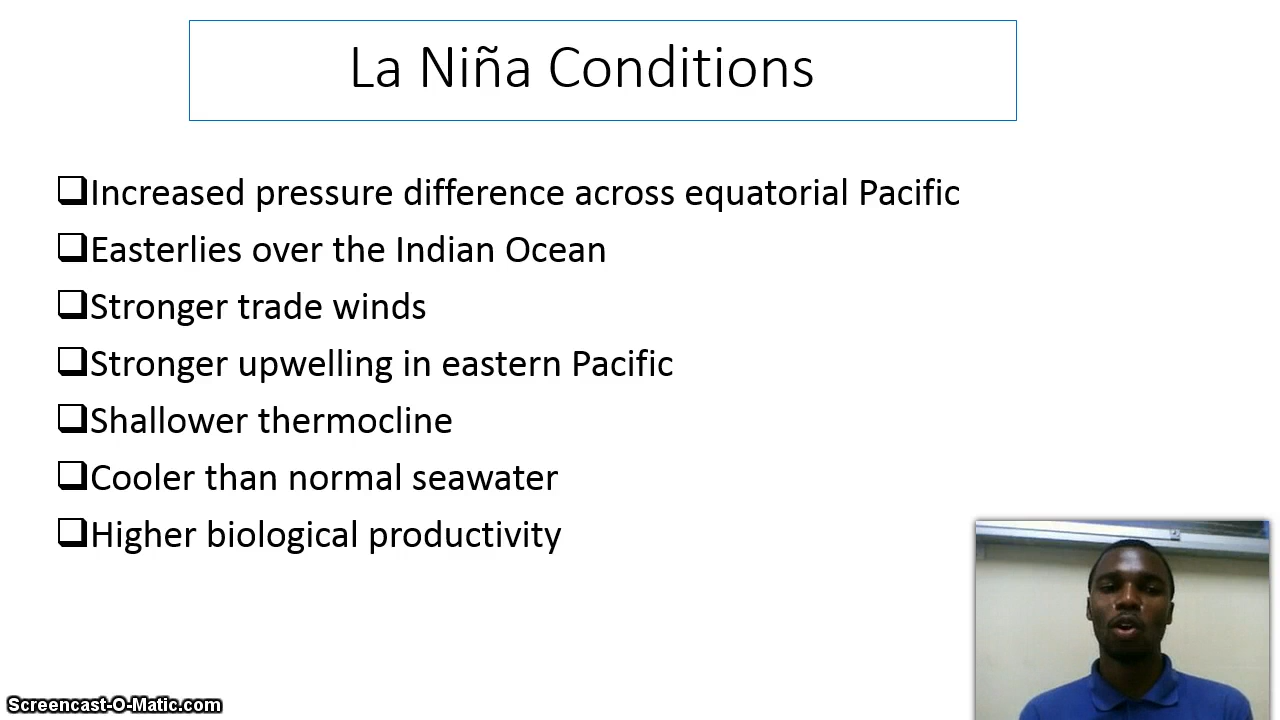 La Niña Conditions
Increased pressure difference across equatorial Pacific
Easterlies over the Indian Ocean
Stronger trade winds
Stronger upwelling in eastern Pacific
Shallower thermocline
Cooler than normal seawater
Higher biological productivity
Screencast-O-Matic.com